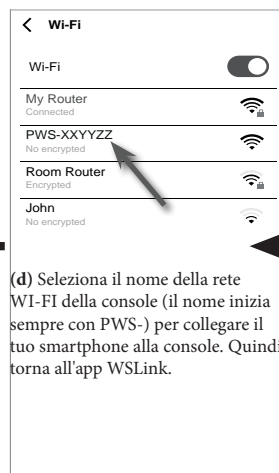 Wi-Fi
Wi-Fi
My Router
Connected
PWS-XXYYZZ
No encrypted
Room Router
Encrypted
John
No encrypted
(d) Seleziona il nome della rete
WI-FI della console (il nome inizia
sempre con PWS-) per collegare il
tuo smartphone alla console. Quindi
torna all'app WSLink.